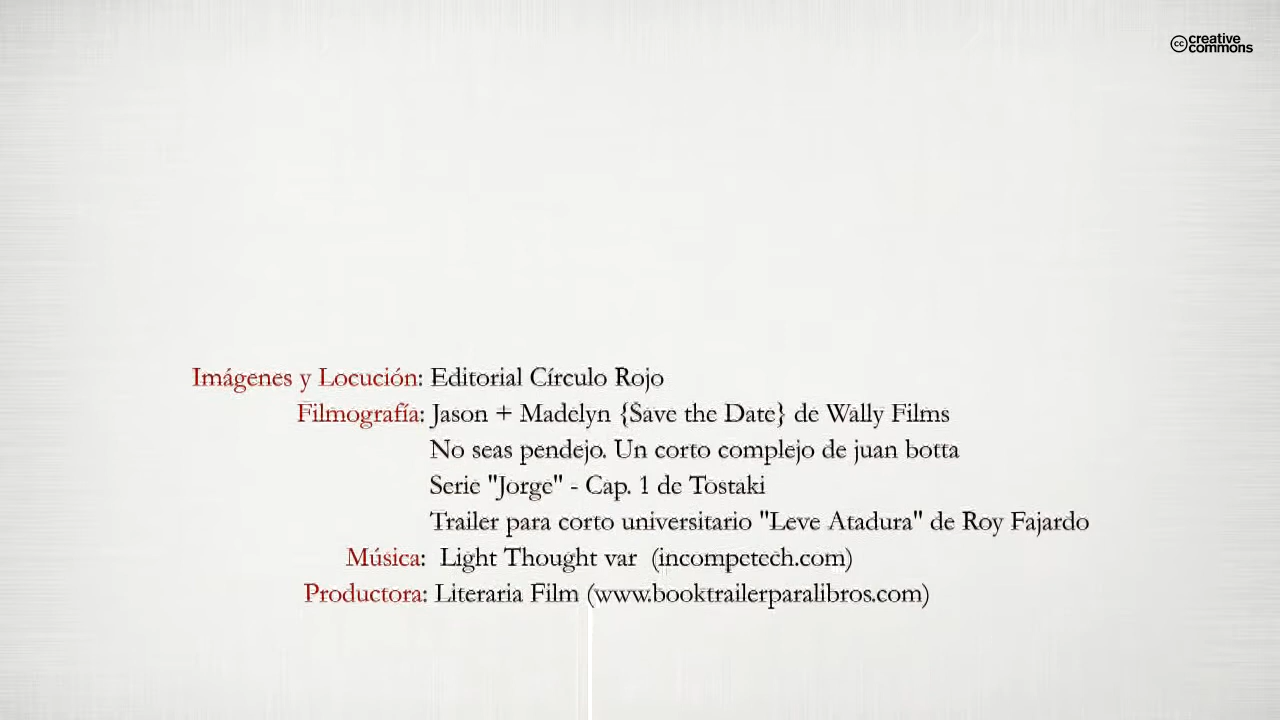 creative
commons
Imágenes y Locución: Editorial Círculo Rojo
Filmografía: Jason + Madelyn {Save the Date} de Wally Films
No seas pendejo. Un corto complejo de juan botta
Serie "Jorge" - Cap. 1 de Tostaki
Trailer para corto universitario "Leve Atadura" de Roy Fajardo
Música: Light Thought var (incompetech.com)
Productora: Literaria Film (www.booktrailerparalibros.com)